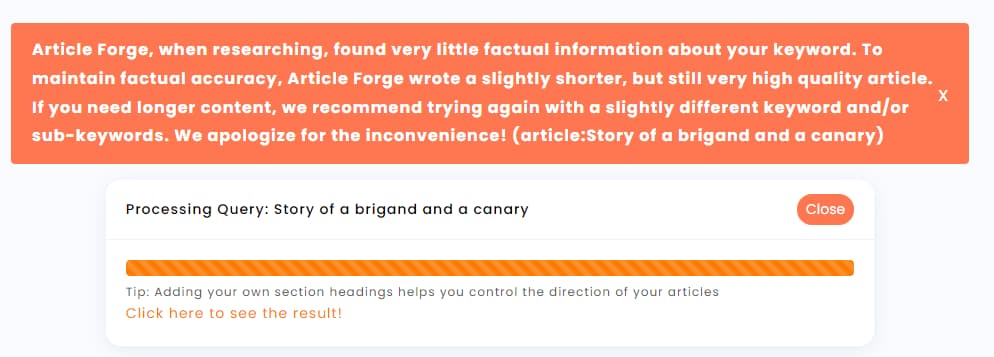 Article Forge, when researching, found very little factual information about your keyword. To
maintain factual accuracy, Article Forge wrote a slightly shorter, but still very high quality article.
If you need longer content, we recommend trying again with a slightly different keyword and/or
sub-keywords. We apologize for the inconvenience! (article:Story of a brigand and a canary)
X
Processing Query: Story of a brigand and a canary
Close
Tip: Adding your own section headings helps you control the direction of your articles
Click here to see the result!